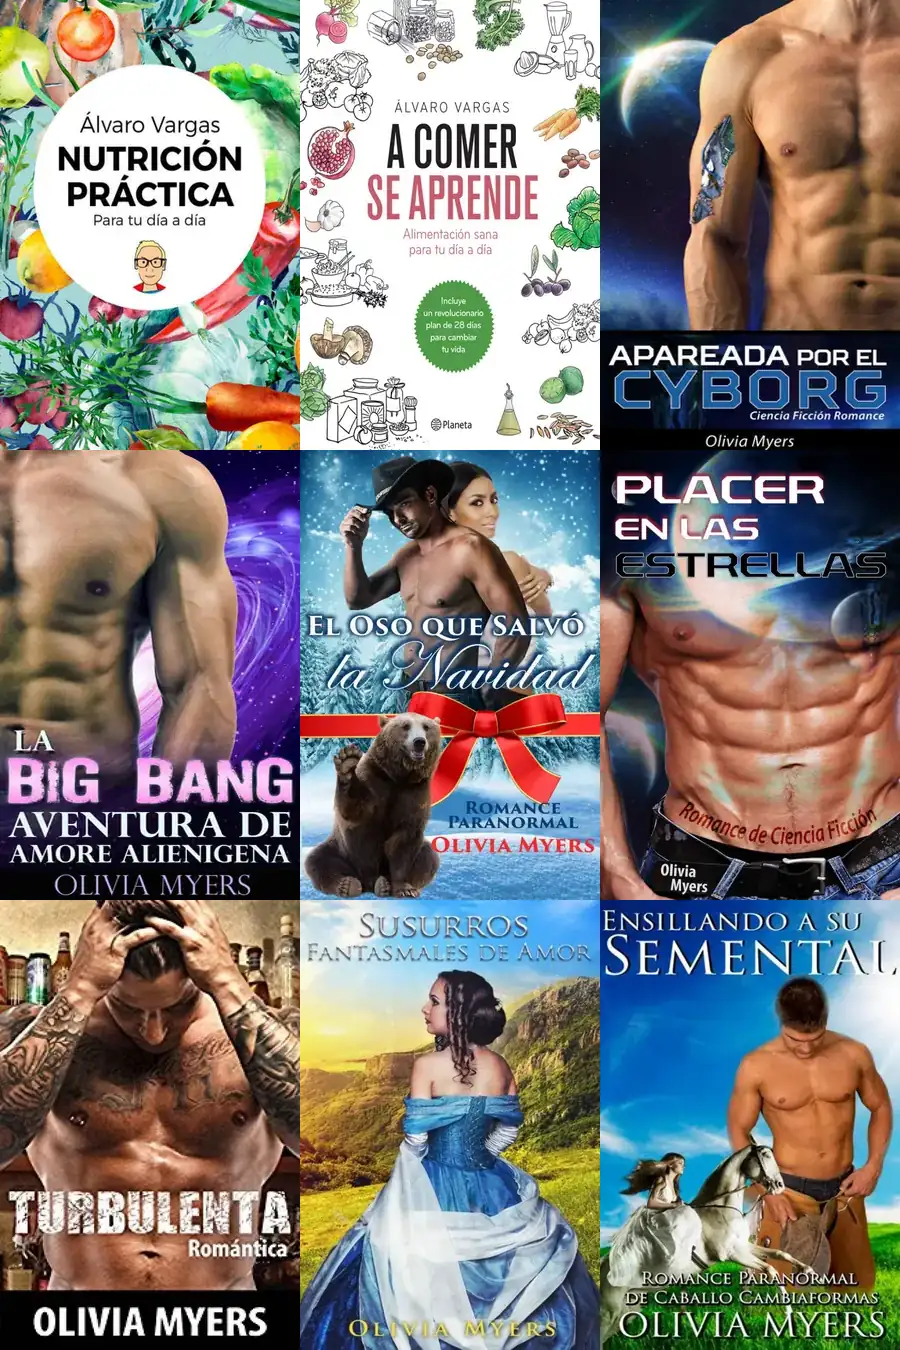 Álvaro Vargas
NUTRICIÓN
PRÁCTICA
Para tu día a día
ÁLVARO VARGAS
A COMER
SE APRENDE
Alimentación sana
para tu día a día
Incluye
un revolucionario
plan de 28 días
para cambiar
tu vida
Planeta
APAREADA POR EL
CYBORG
Ciencia Ficción Romance
Olivia Myers
LA
BIG BANG
AVENTURA DE
AMORE ALIENIGENA
OLIVIA MYERS
EL OSO QUE SALVÓ
la Navidad
ROMANCE
PARANORMAL
OLIVIA MYERS
PLACER
EN LAS
ESTRELLAS
Romance de Ciencia Ficción
Olivia
Myers
TURBULENTA
Romántica
OLIVIA MYERS
SUSURROS
FANTASMALES DE AMOR
OLIVIA MYERS
ENSILLANDO A SU
SEMENTAL
ROMANCE PARANORMAL
DE CABALLO CAMBIAFORMAS
OLIVIA MYERS